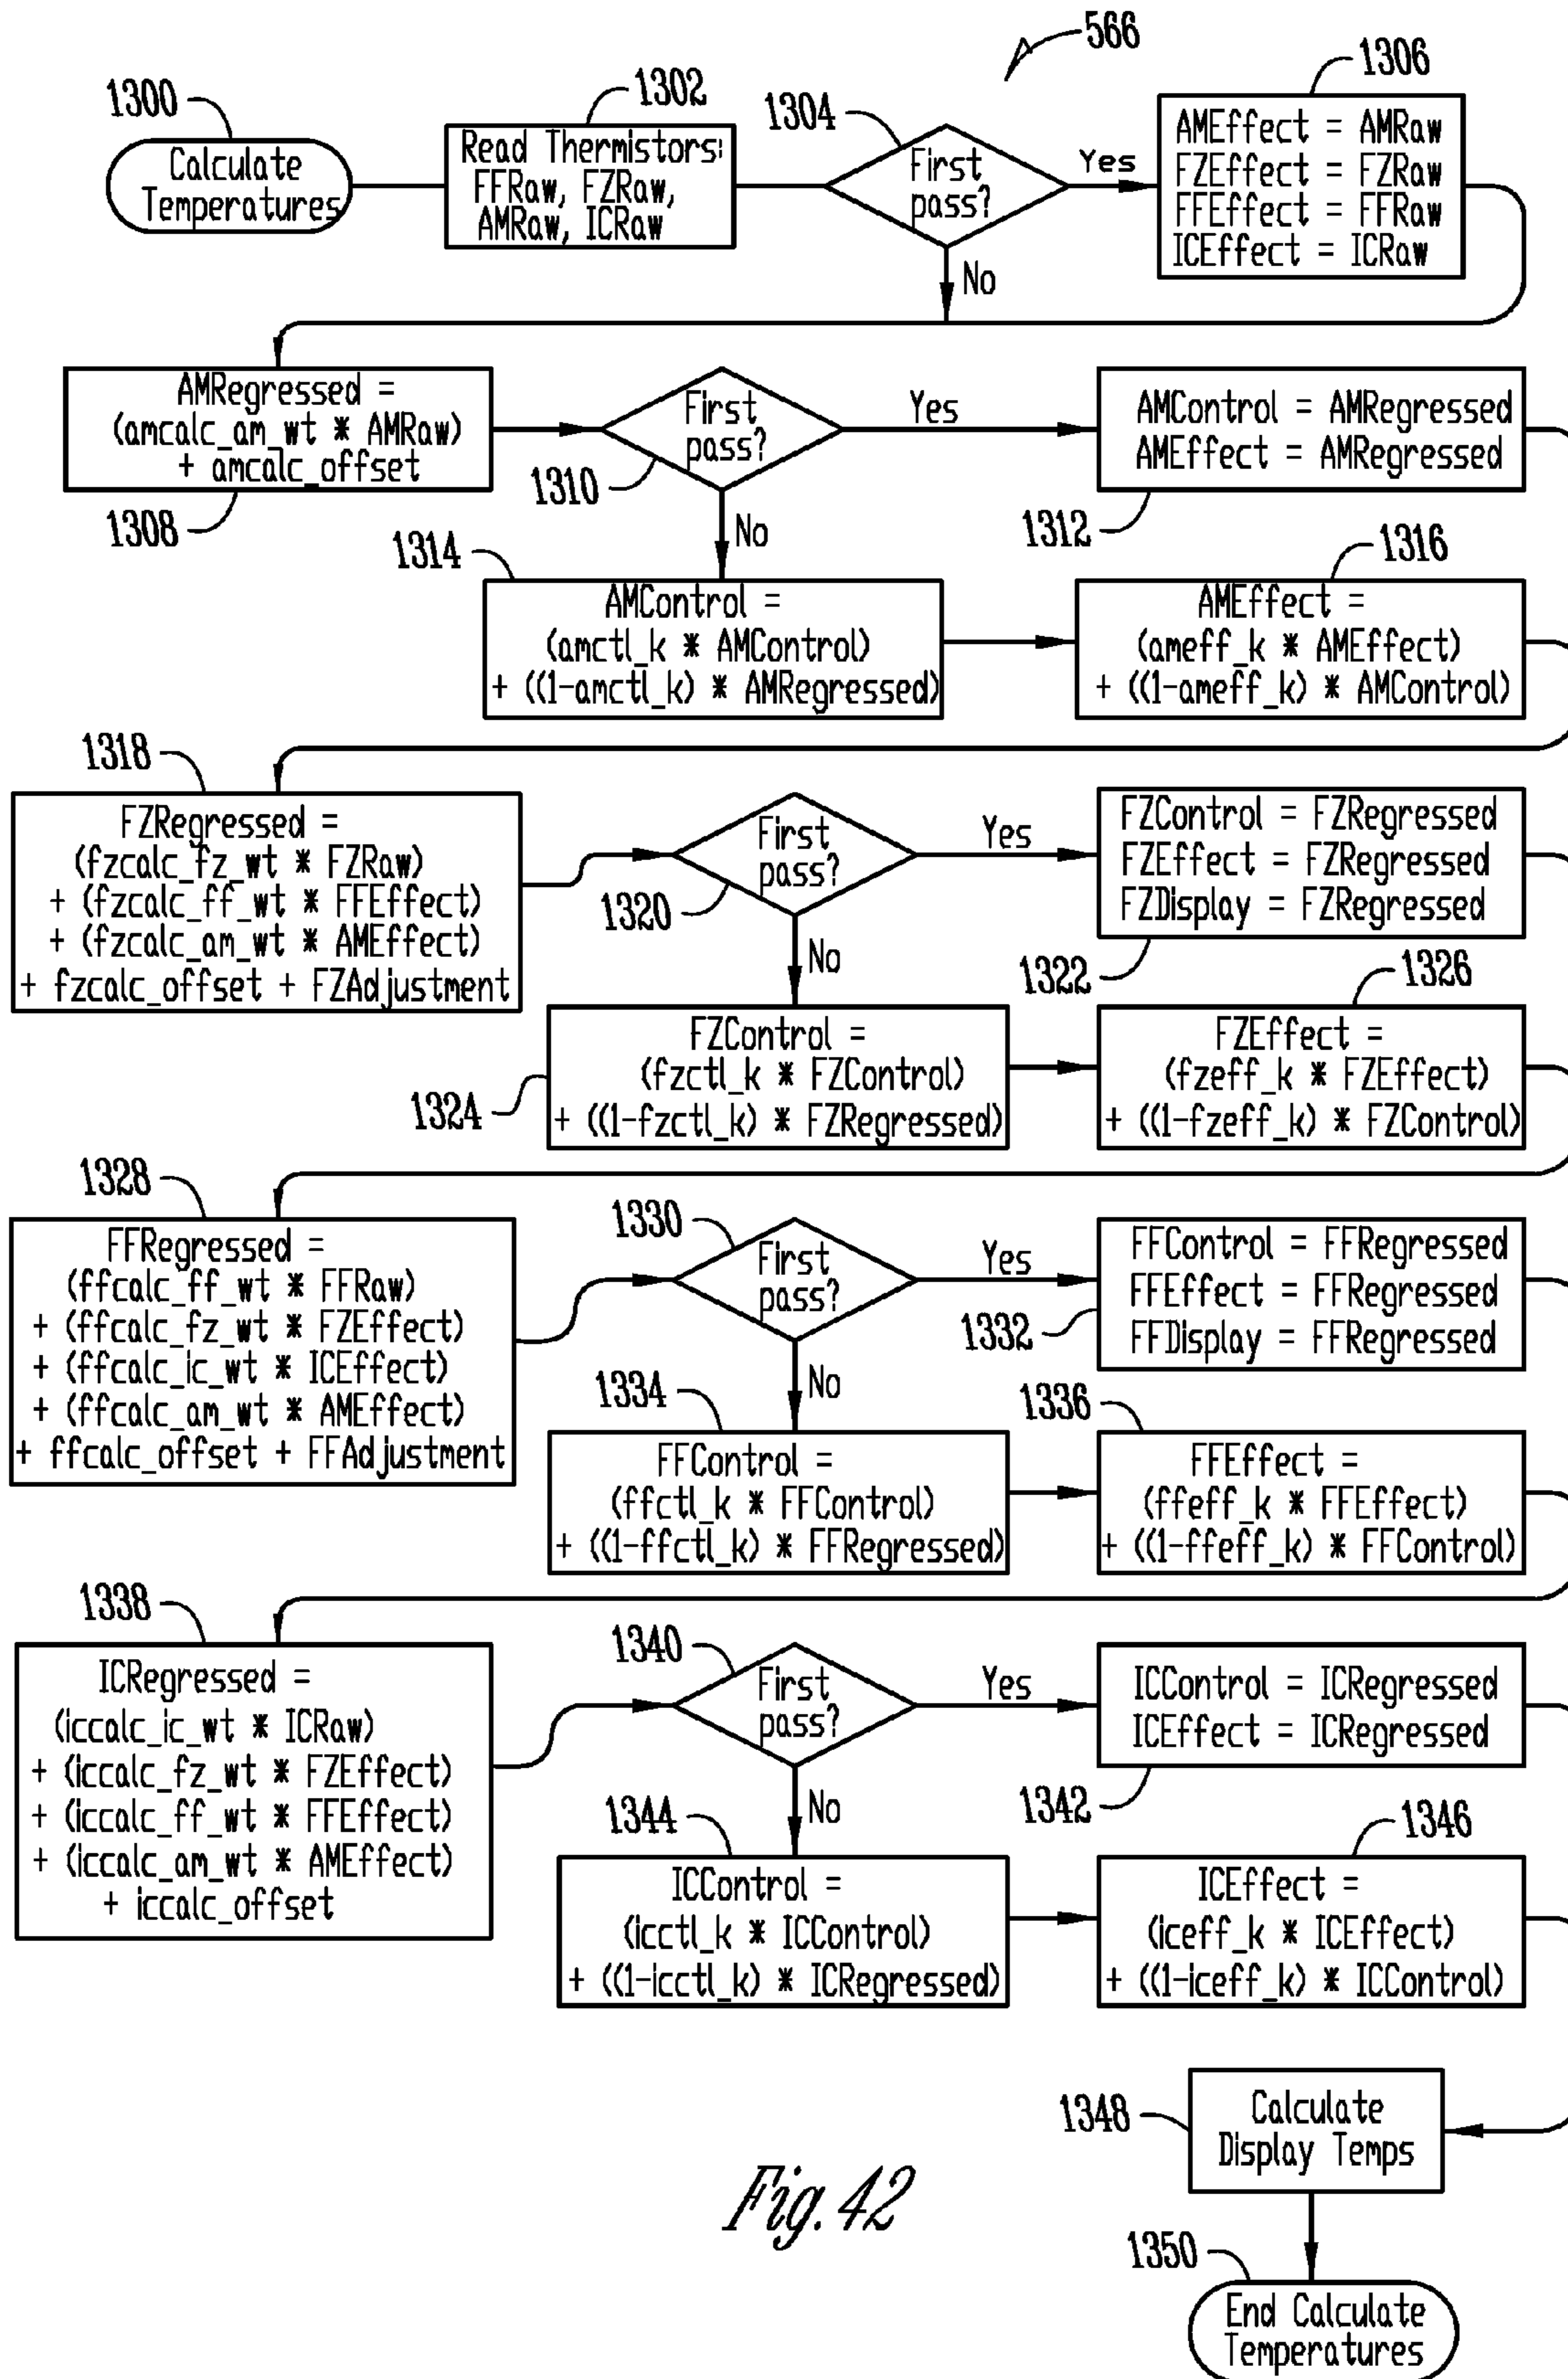 566
1300
Calculate
Temperatures
1302
Read Thermistors:
FFRaw, FZRaw,
AMRaw, ICRaw
1304
First
pass?
Yes
No
1306
AMEffect = AMRaw
FZEffect = FZRaw
FFEffect = FFRaw
ICEffect = ICRaw
AMRegressed =
(amcalc_am_wt * AMRaw)
+ amcalc_offset
1308
First
pass?
1310
Yes
No
AMControl = AMRegressed
AMEffect = AMRegressed
1312
1314
AMControl =
(amctl_k * AMControl)
+ ((1-amctl_k) * AMRegressed)
1316
AMEffect =
(ameff_k * AMEffect)
+ ((1-ameff_k) * AMControl)
1318
FZRegressed =
(fzcalc_fz_wt * FZRaw)
+ (fzcalc_ff_wt * FFEffect)
+ (fzcalc_am_wt * AMEffect)
+ fzcalc_offset + FZAdjustment
First
pass?
1320
Yes
No
FZControl = FZRegressed
FZEffect = FZRegressed
FZDisplay = FZRegressed
1322
1324
FZControl =
(fzctl_k * FZControl)
+ ((1-fzctl_k) * FZRegressed)
1326
FZEffect =
(fzeff_k * FZEffect)
+ ((1-fzeff_k) * FZControl)
1328
FFRegressed =
(ffcalc_ff_wt * FFRaw)
+ (ffcalc_fz_wt * FZEffect)
+ (ffcalc_ic_wt * ICEffect)
+ (ffcalc_am_wt * AMEffect)
+ ffcalc_offset + FFAdjustment
1330
First
pass?
Yes
No
1332
FFControl = FFRegressed
FFEffect = FFRegressed
FFDisplay = FFRegressed
1334
FFControl =
(ffctl_k * FFControl)
+ ((1-ffctl_k) * FFRegressed)
1336
FFEffect =
(ffeff_k * FFEffect)
+ ((1-ffeff_k) * FFControl)
1338
ICRegressed =
(iccalc_ic_wt * ICRaw)
+ (iccalc_fz_wt * FZEffect)
+ (iccalc_ff_wt * FFEffect)
+ (iccalc_am_wt * AMEffect)
+ iccalc_offset
1340
First
pass?
Yes
No
ICControl = ICRegressed
ICEffect = ICRegressed
1342
1344
ICControl =
(icctl_k * ICControl)
+ ((1-icctl_k) * ICRegressed)
1346
ICEffect =
(iceff_k * ICEffect)
+ ((1-iceff_k) * ICControl)
1348
Calculate
Display Temps
Fig. 42
1350
End Calculate
Temperatures